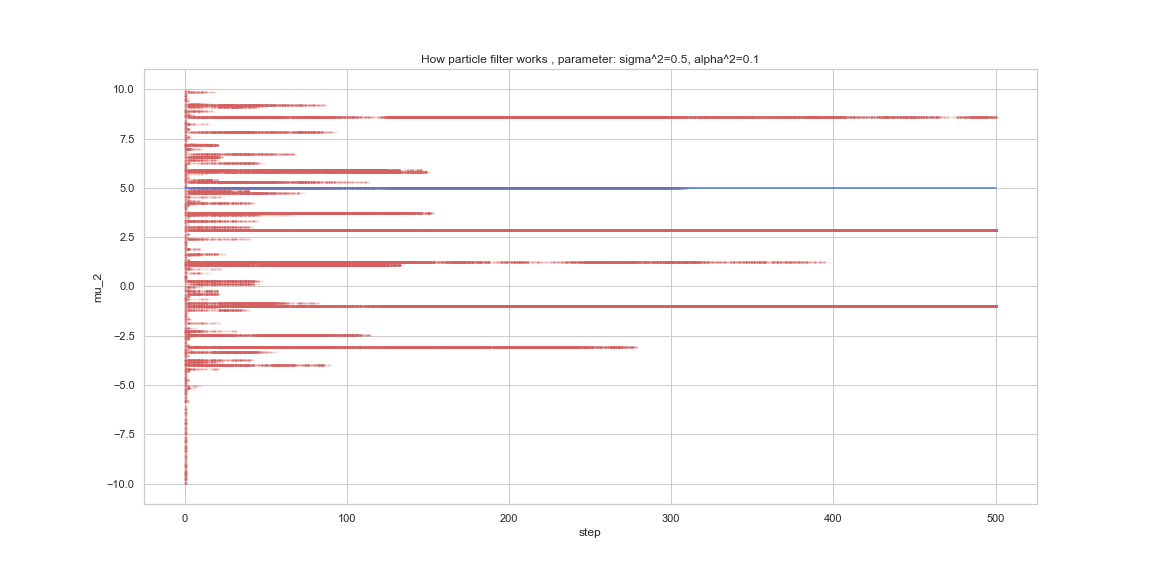 How particle filter works , parameter: sigma^2=0.5, alpha^2=0.1
10.0
7.5
5.0
2.5
0.0
−2.5
−5.0
−7.5
−10.0
mu_2
0 100 200 300 400 500
step